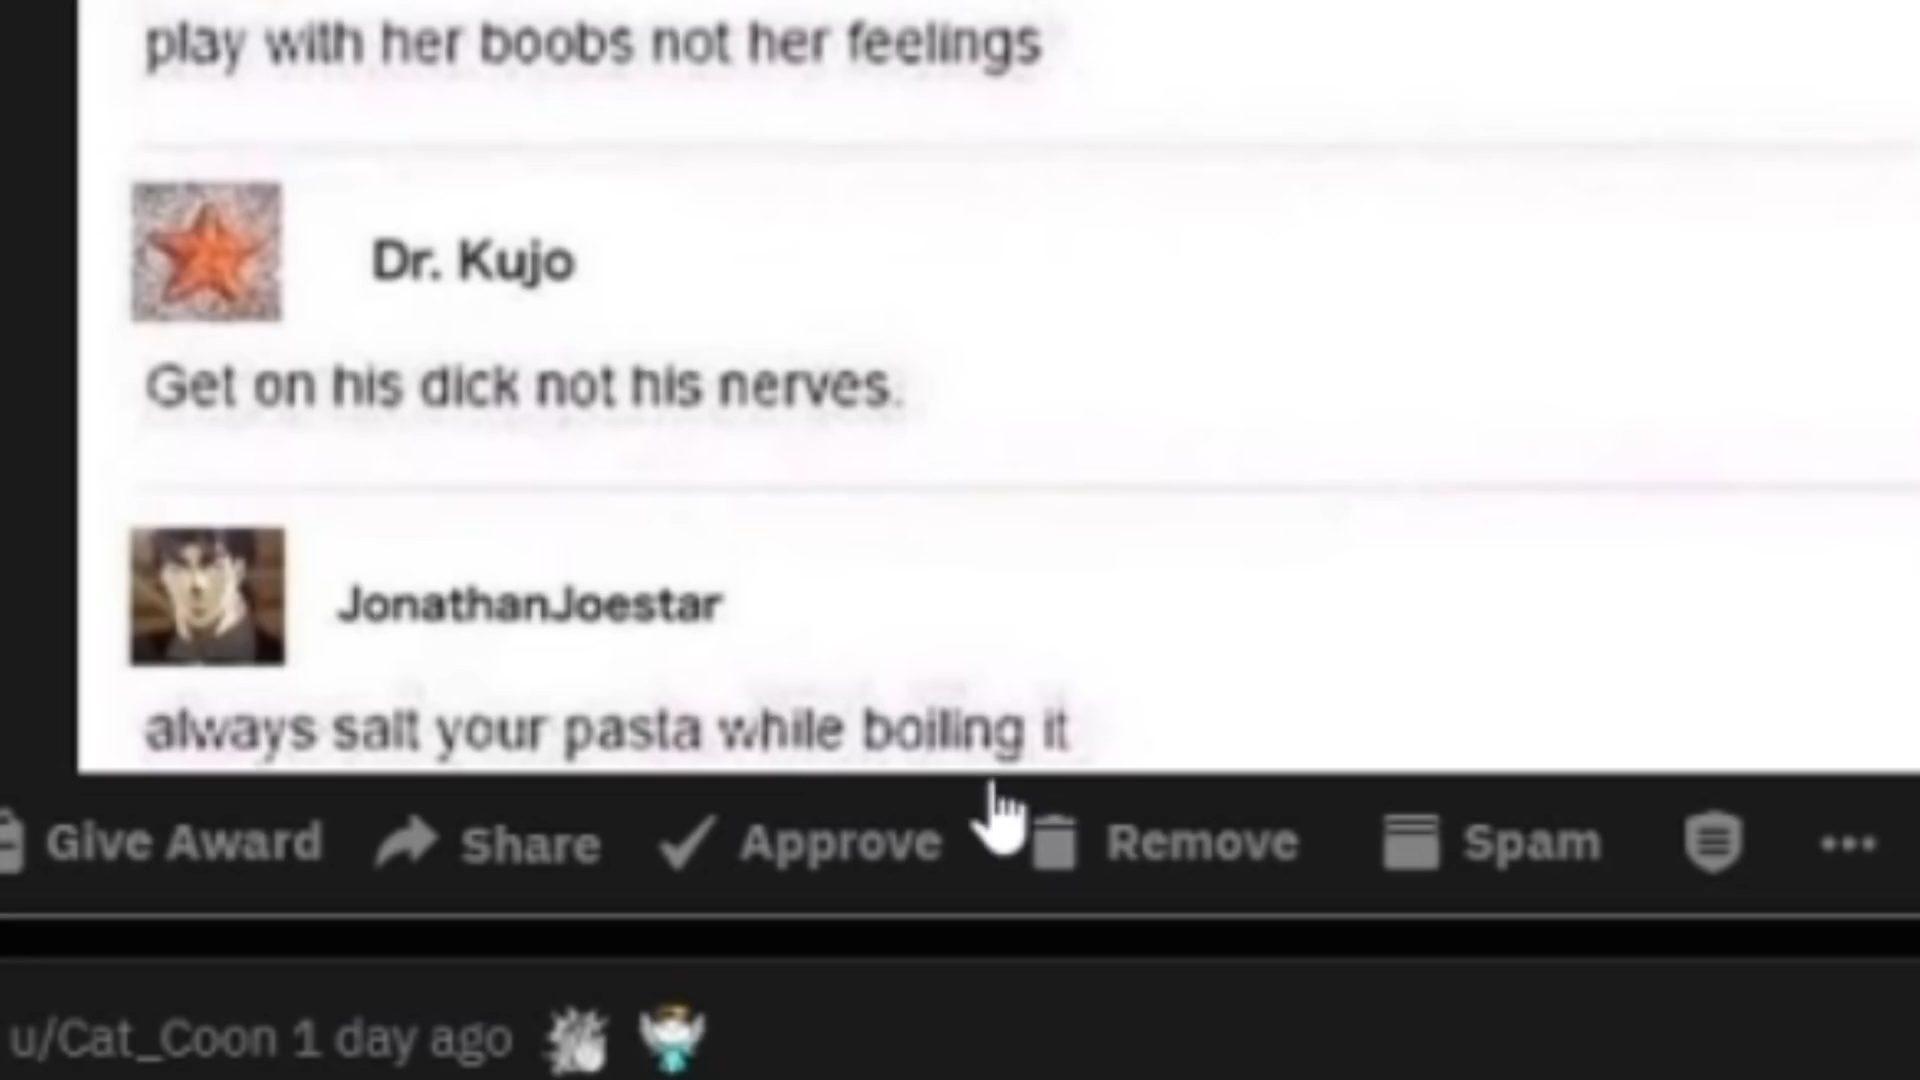 play with her boobs not her feelings
Dr. Kujo
Get on his dick not his nerves.
JonathanJoestar
always salt your pasta while boiling it
Give Award Share Approve Remove Spam
u/Cat_Coon 1 day ago